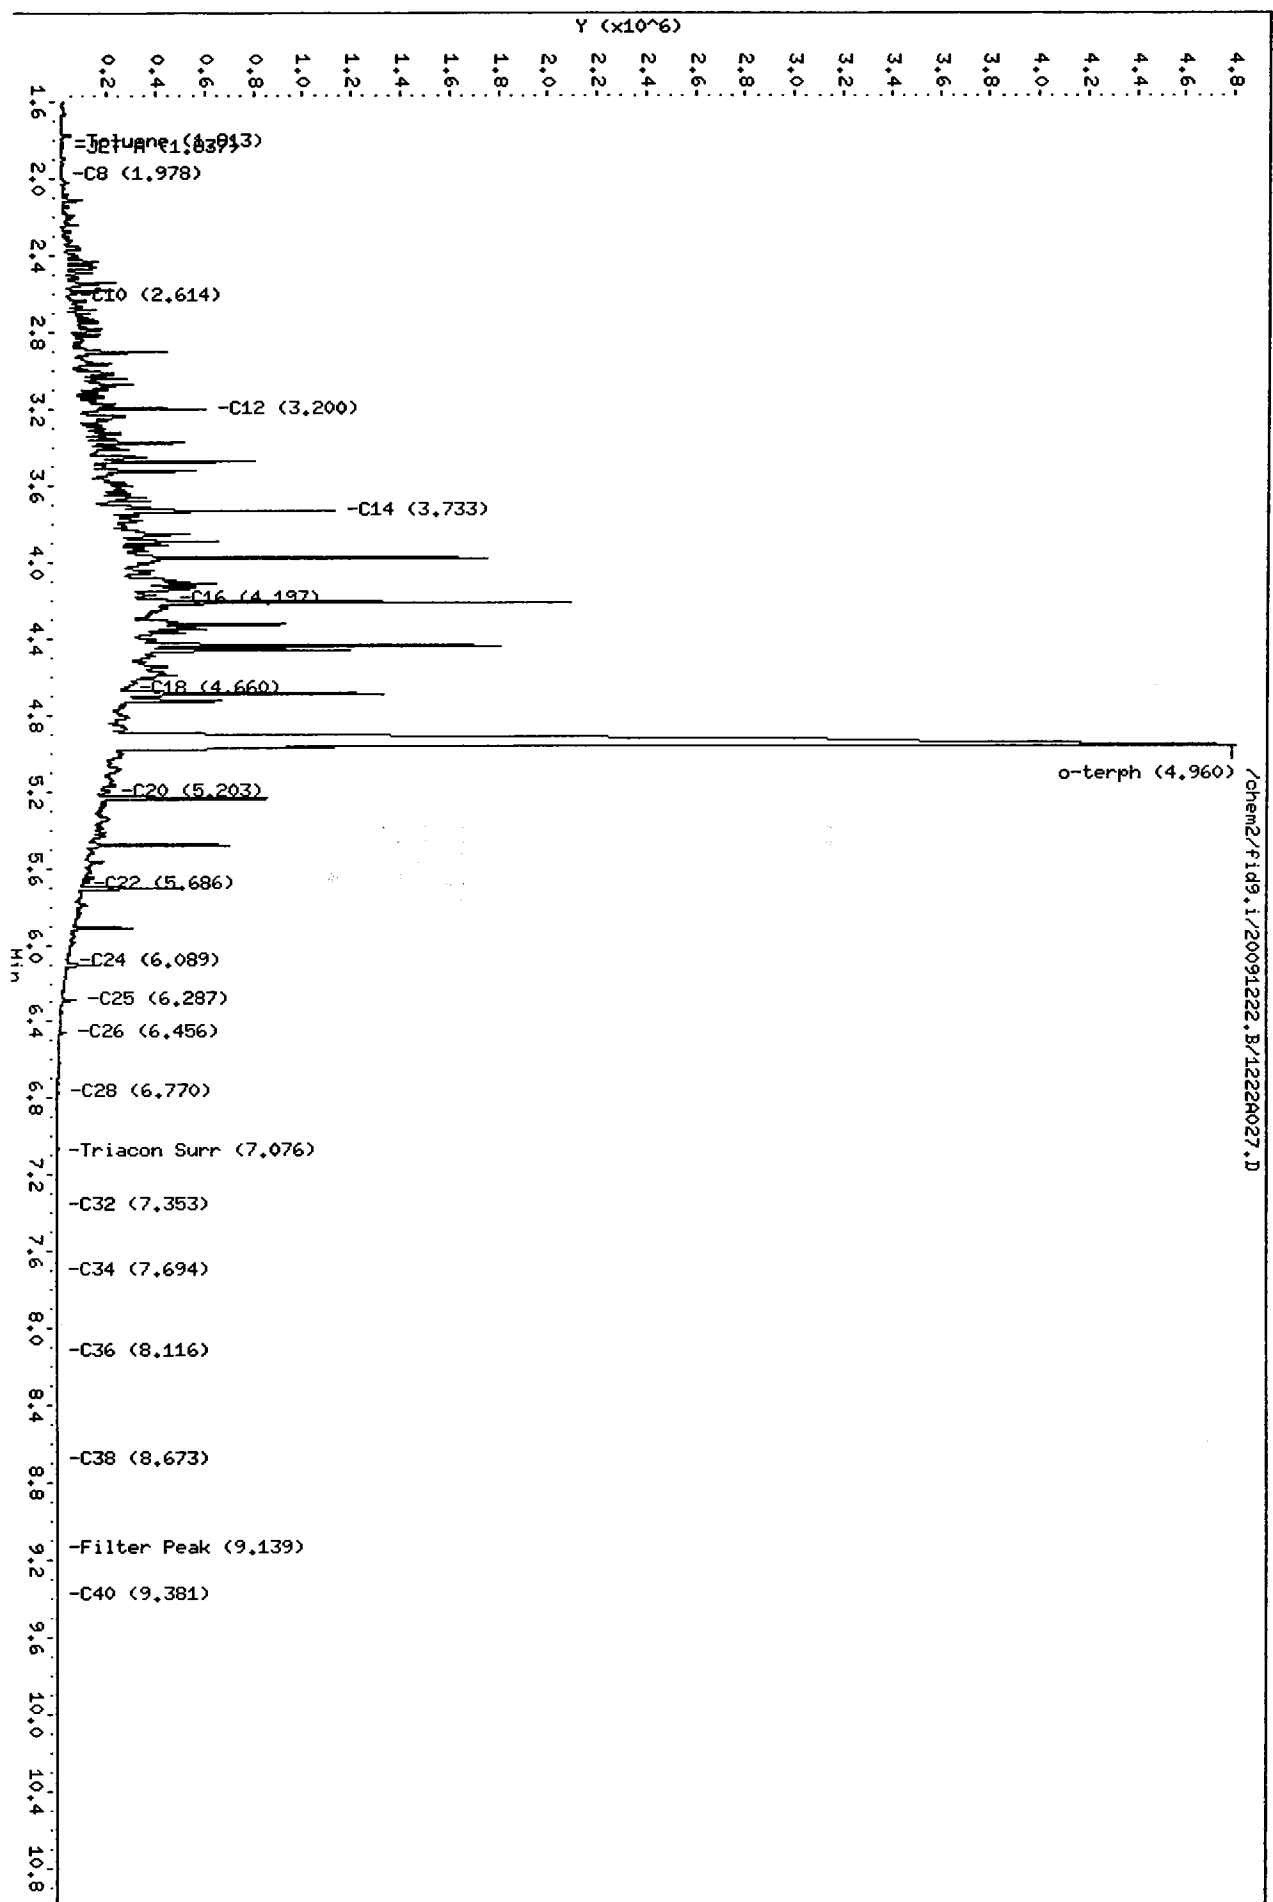 /chem2/fid9.i/20091222.B/1222A027.D
Y (x10^6)
4.8
4.6
4.4
4.2
4.0
3.8
3.6
3.4
3.2
3.0
2.8
2.6
2.4
2.2
2.0
1.8
1.6
1.4
1.2
1.0
0.8
0.6
0.4
0.2
-C8 (1.978)
C10 (2.614)
-C12 (3.200)
-C14 (3.733)
-C16 (4.197)
-C18 (4.660)
o-terph (4.960)
-C20 (5.203)
-C22 (5.686)
-C24 (6.089)
-C25 (6.287)
-C26 (6.456)
-C28 (6.770)
-Triacon Surr (7.076)
-C32 (7.353)
-C34 (7.694)
-C36 (8.116)
-C38 (8.673)
-Filter Peak (9.139)
-C40 (9.381)
1.6 2.0 2.4 2.8 3.2 3.6 4.0 4.4 4.8 5.2 5.6 6.0 6.4 6.8 7.2 7.6 8.0 8.4 8.8 9.2 9.6 10.0 10.4 10.8
Min